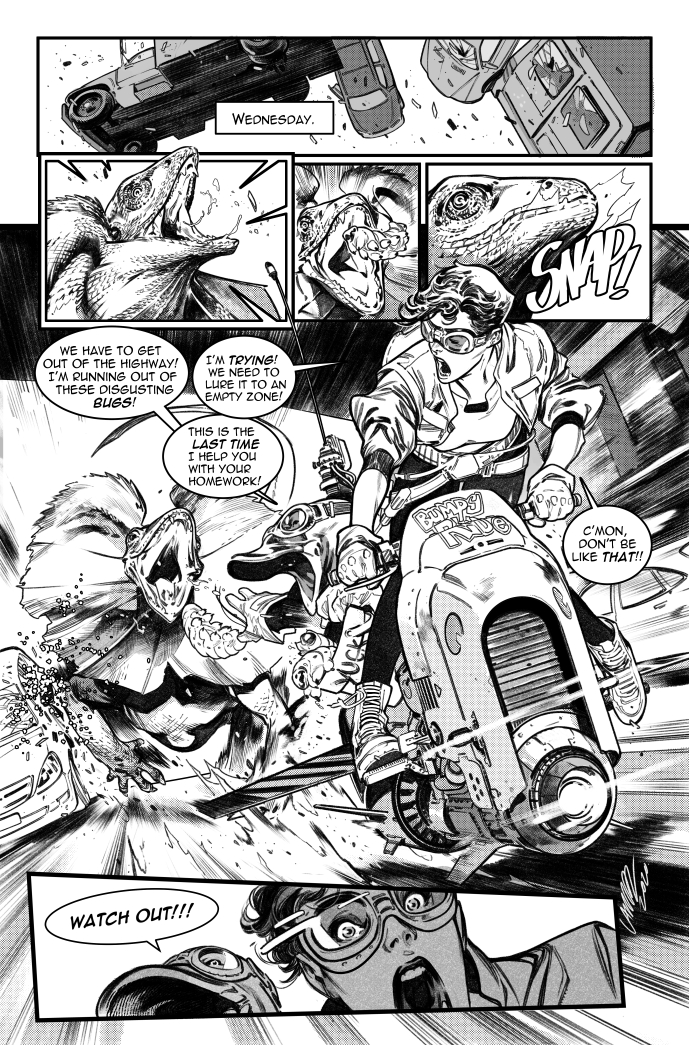 WEDNESDAY.
SNAP!
WE HAVE TO GET
OUT OF THE HIGHWAY!
I'M RUNNING OUT OF
THESE DISGUSTING
BUGS!
I'M TRYING!
WE NEED TO
LURE IT TO AN
EMPTY ZONE!
THIS IS THE
LAST TIME
I HELP YOU
WITH YOUR
HOMEWORK!
BUMPY
RIDE
C'MON,
DON'T BE
LIKE THAT!!
WATCH OUT!!!